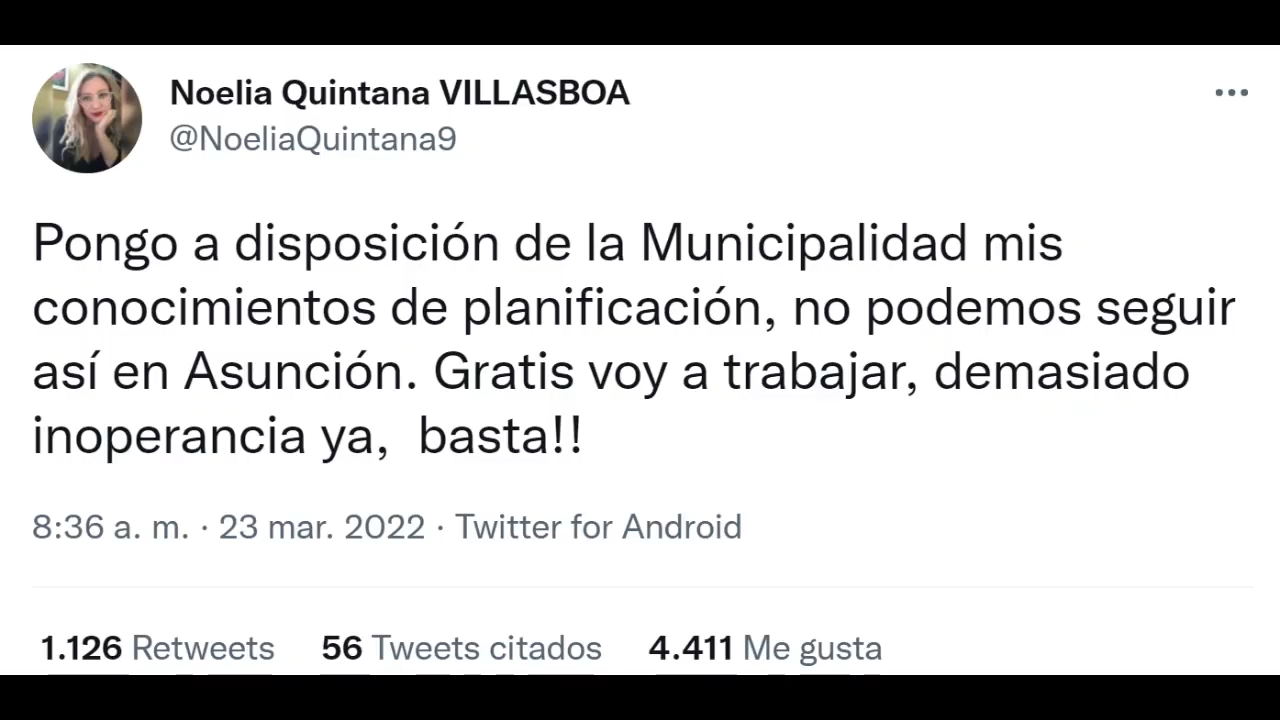 Noelia Quintana VILLASBOA
@NoeliaQuintana9
Pongo a disposición de la Municipalidad mis
conocimientos de planificación, no podemos seguir
así en Asunción. Gratis voy a trabajar, demasiado
inoperancia ya,  basta!!
8:36 a. m. · 23 mar. 2022 · Twitter for Android
1.126 Retweets 56 Tweets citados 4.411 Me gusta